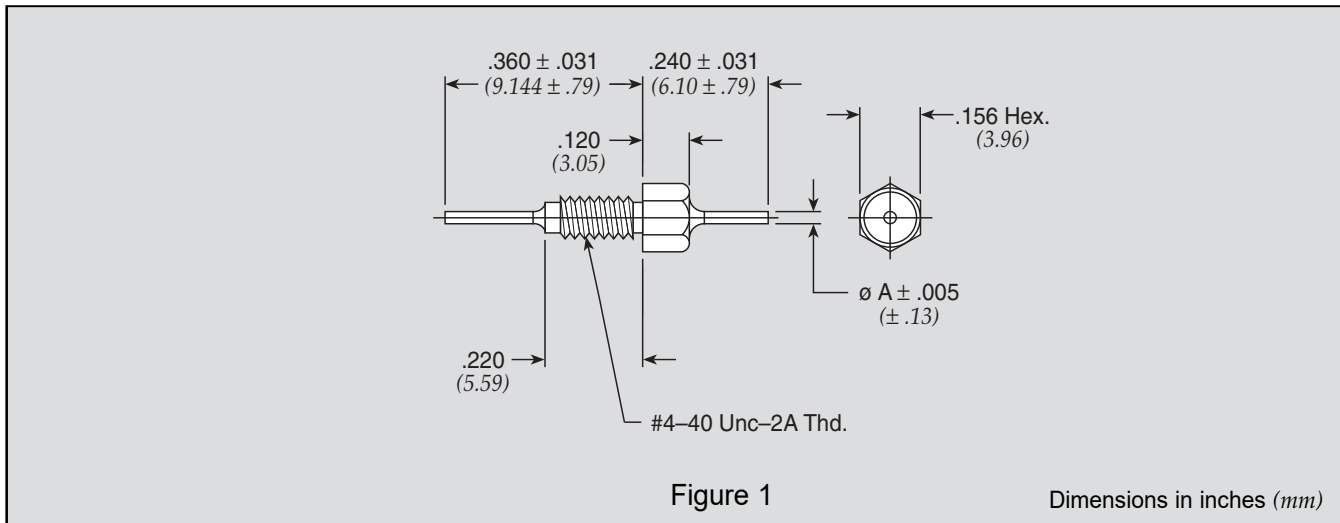 .360 ± .031
(9.144 ± .79)
.240 ± .031
(6.10 ± .79)
.156 Hex.
(3.96)
.120
(3.05)
ø A ± .005
(± .13)
.220
(5.59)
#4–40 Unc–2A Thd.
Figure 1
Dimensions in inches (mm)